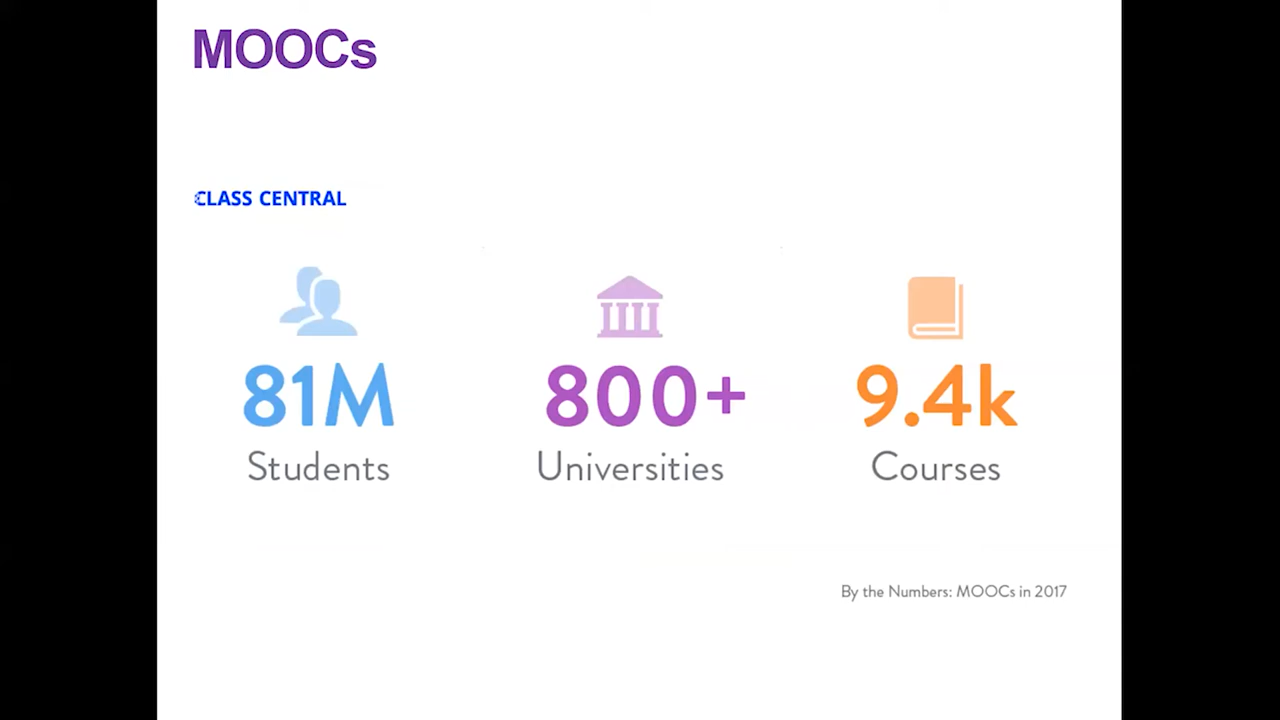 MOOCs
CLASS CENTRAL
81M
Students
800+
Universities
9.4k
Courses
By the Numbers: MOOCs in 2017